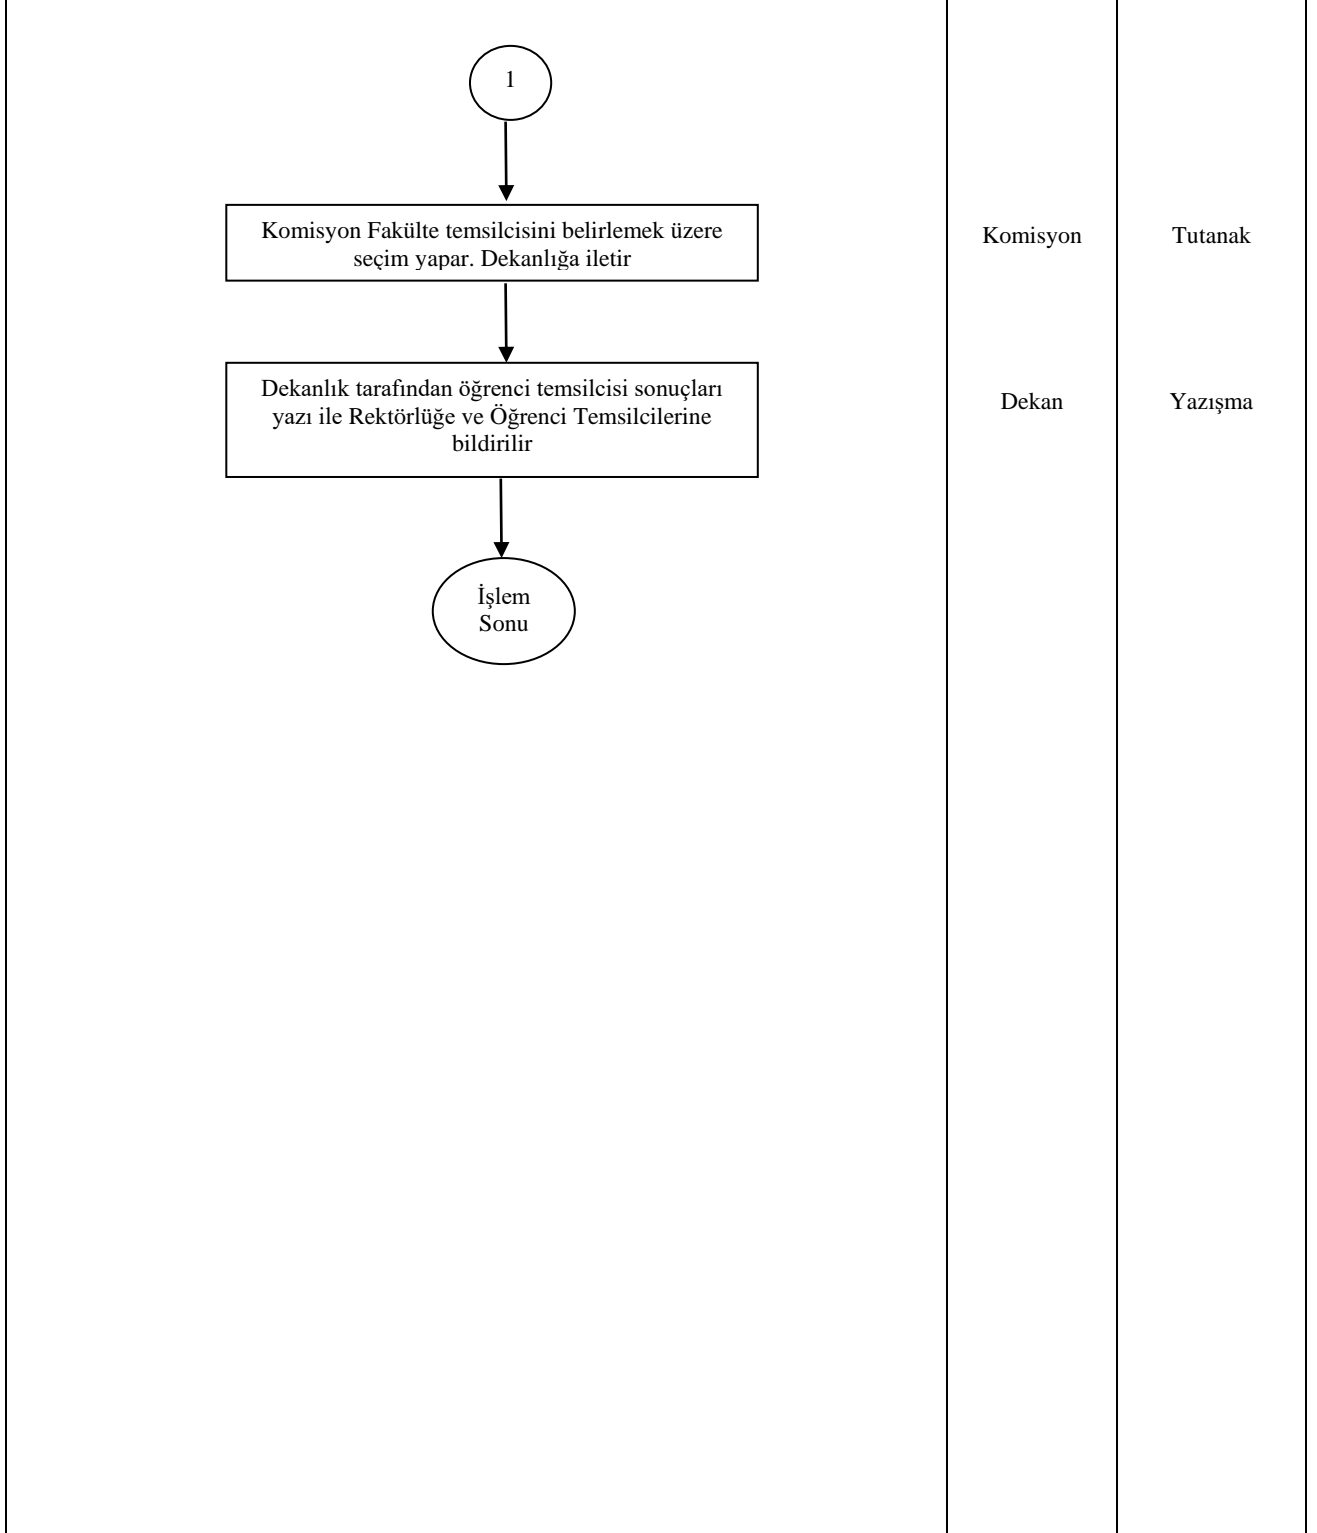 1
Komisyon Fakülte temsilcisini belirlemek üzere
seçim yapar. Dekanlığa iletir
Komisyon
Tutanak
Dekanlık tarafından öğrenci temsilcisi sonuçları
yazı ile Rektörlüğe ve Öğrenci Temsilcilerine
bildirilir
Dekan
Yazışma
İşlem
Sonu